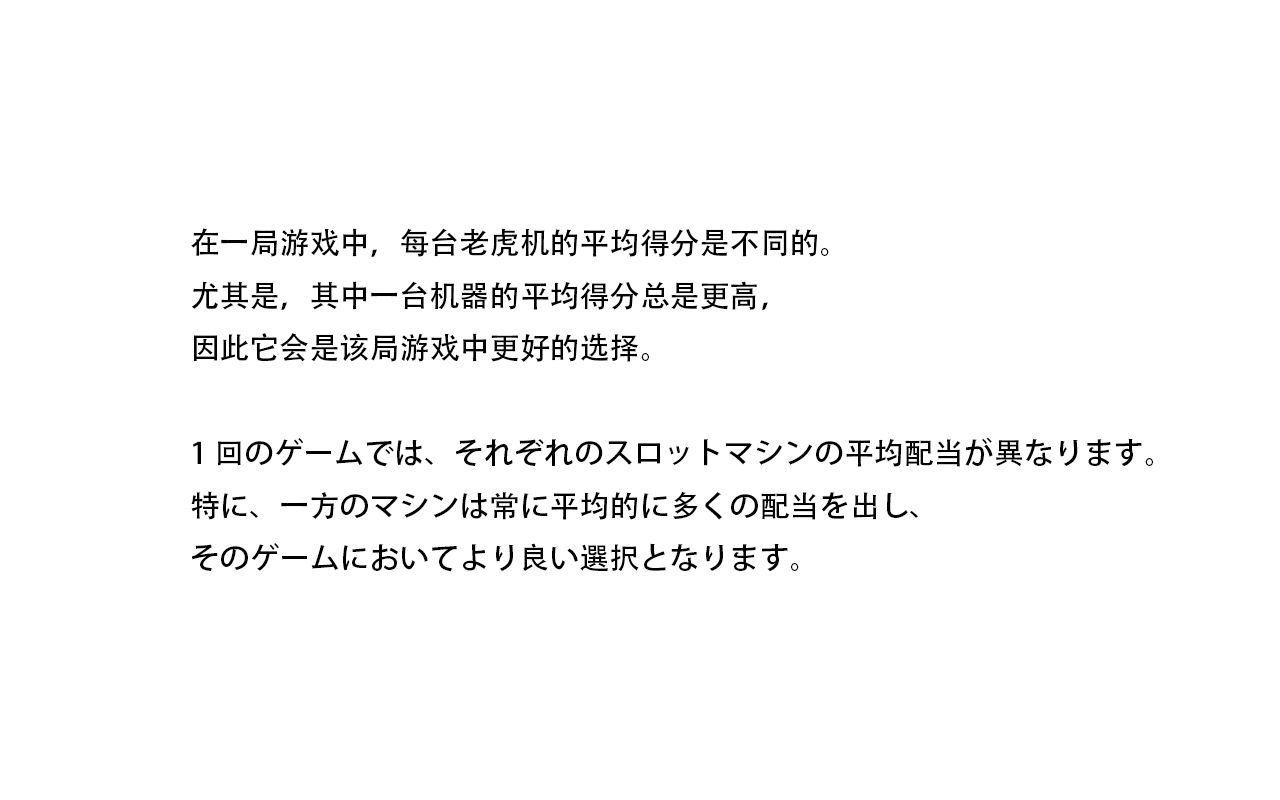 在一局游戏中，每台老虎机的平均得分是不同的。
尤其是，其中一台机器的平均得分总是更高，
因此它会是该局游戏中更好的选择。
1 回のゲームでは、それぞれのスロットマシンの平均配当が異なります。
特に、一方のマシンは常に平均的に多くの配当を出し、
そのゲームにおいてより良い選択となります。